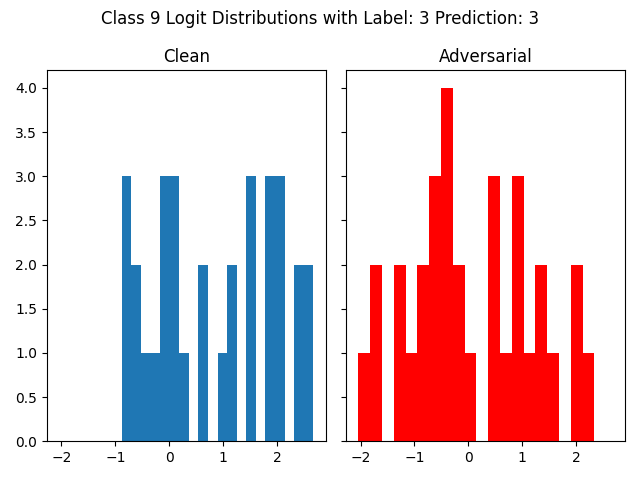 Class 9 Logit Distributions with Label: 3 Prediction: 3
Clean
Adversarial
4.0
3.5
3.0
2.5
2.0
1.5
1.0
0.5
0.0
−2 −1 0 1 2
−2 −1 0 1 2